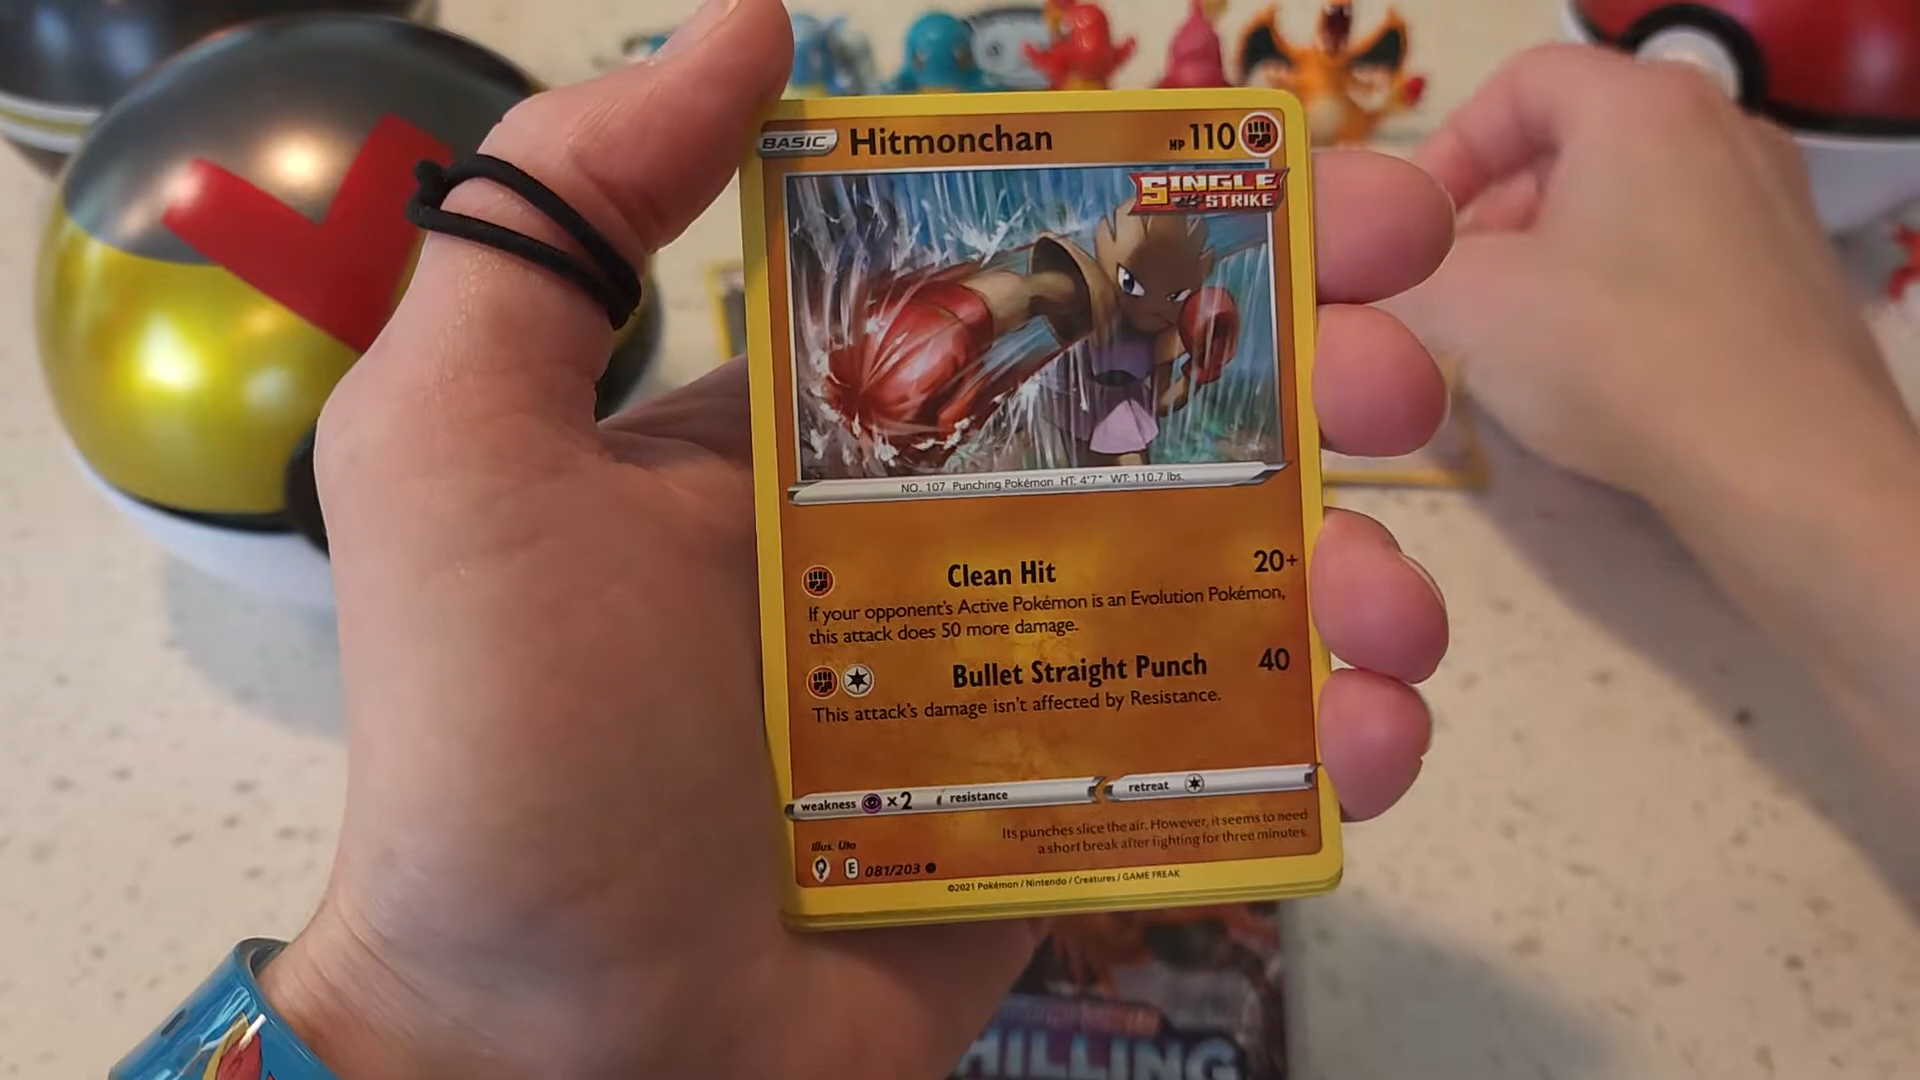 BASIC Hitmonchan HP 110
SINGLE
STRIKE
NO. 107 Punching Pokémon HT: 4'7" WT: 110.7 lbs.
Clean Hit 20+
If your opponent's Active Pokémon is an Evolution Pokémon,
this attack does 50 more damage.
Bullet Straight Punch 40
This attack's damage isn't affected by Resistance.
weakness ×2 resistance retreat
Its punches slice the air. However, it seems to need
a short break after fighting for three minutes.
Illus. Uta
E 081/203
©2021 Pokémon / Nintendo / Creatures / GAME FREAK
HILLING